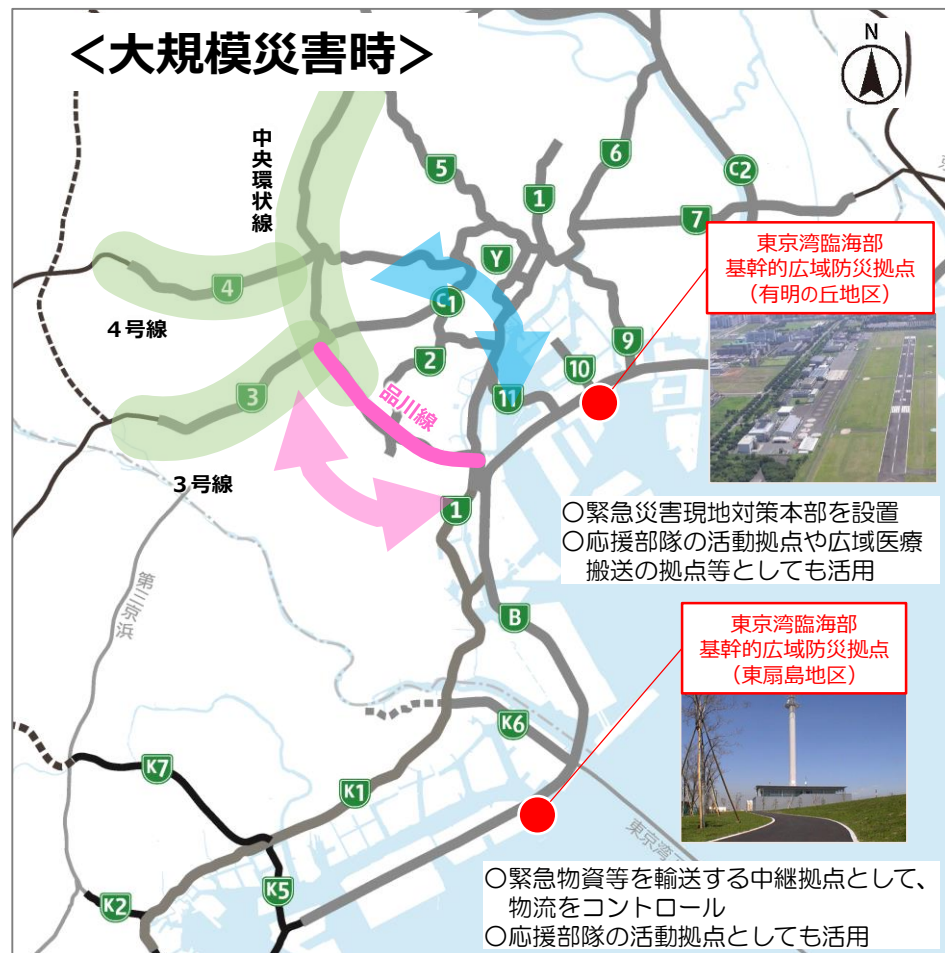 <大規模災害時>
N
中央環状線
5
6
1
C2
7
Y
4
C1
4号線
2
9
10
3
11
品川線
3号線
1
東京湾臨海部
基幹的広域防災拠点
(有明の丘地区)
○緊急災害現地対策本部を設置
○応援部隊の活動拠点や広域医療
搬送の拠点等としても活用
第三京浜
B
東京湾臨海部
基幹的広域防災拠点
(東扇島地区)
K6
K7
K1
東京湾
K5
K2
○緊急物資等を輸送する中継拠点として、
物流をコントロール
○応援部隊の活動拠点としても活用